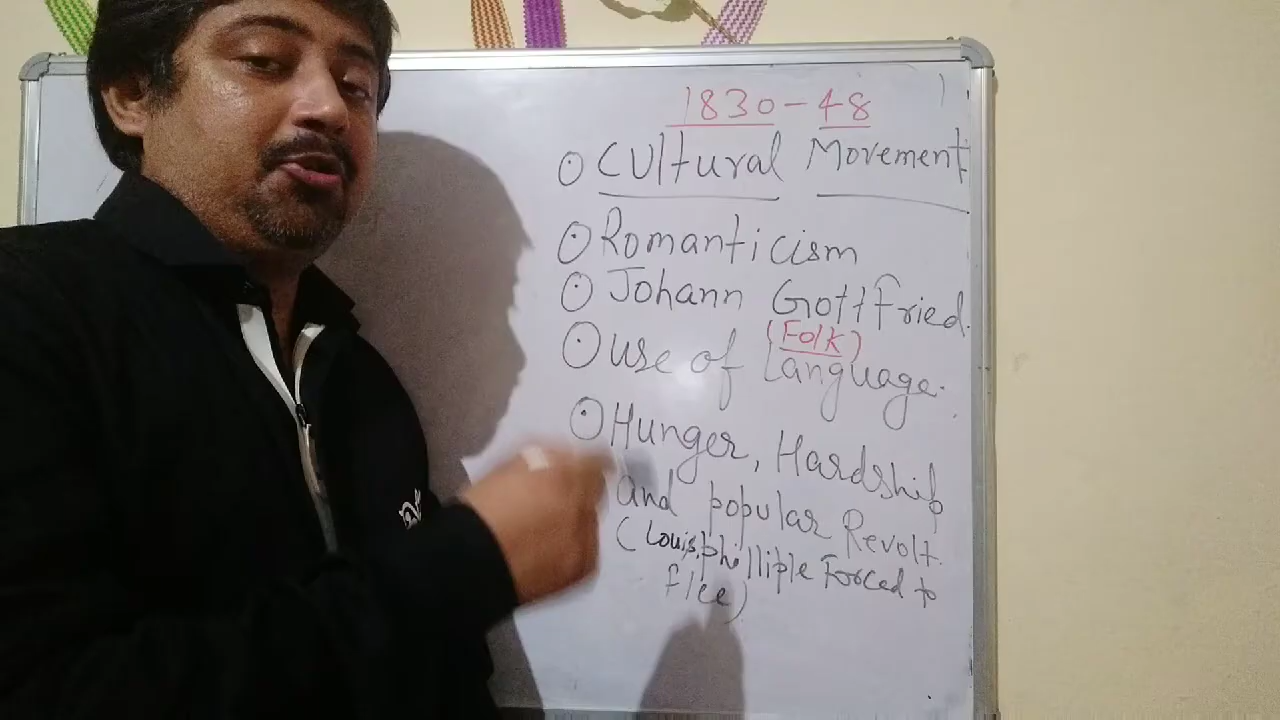 1830-48
Cultural Movement
Romanticism
Johann Gottfried.
(Folk)
use of Language.
Hunger, Hardship
and popular Revolt.
(Louis philliple Forced to
flee)